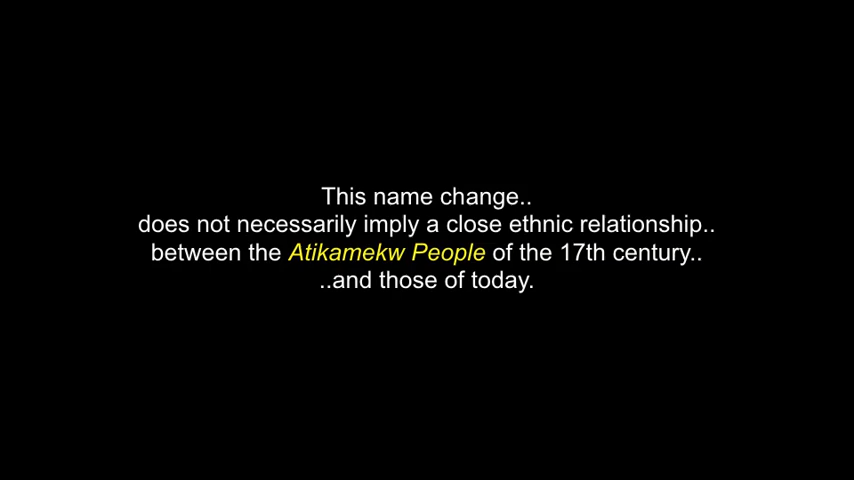 This name change..
does not necessarily imply a close ethnic relationship..
between the Atikamekw People of the 17th century..
..and those of today.